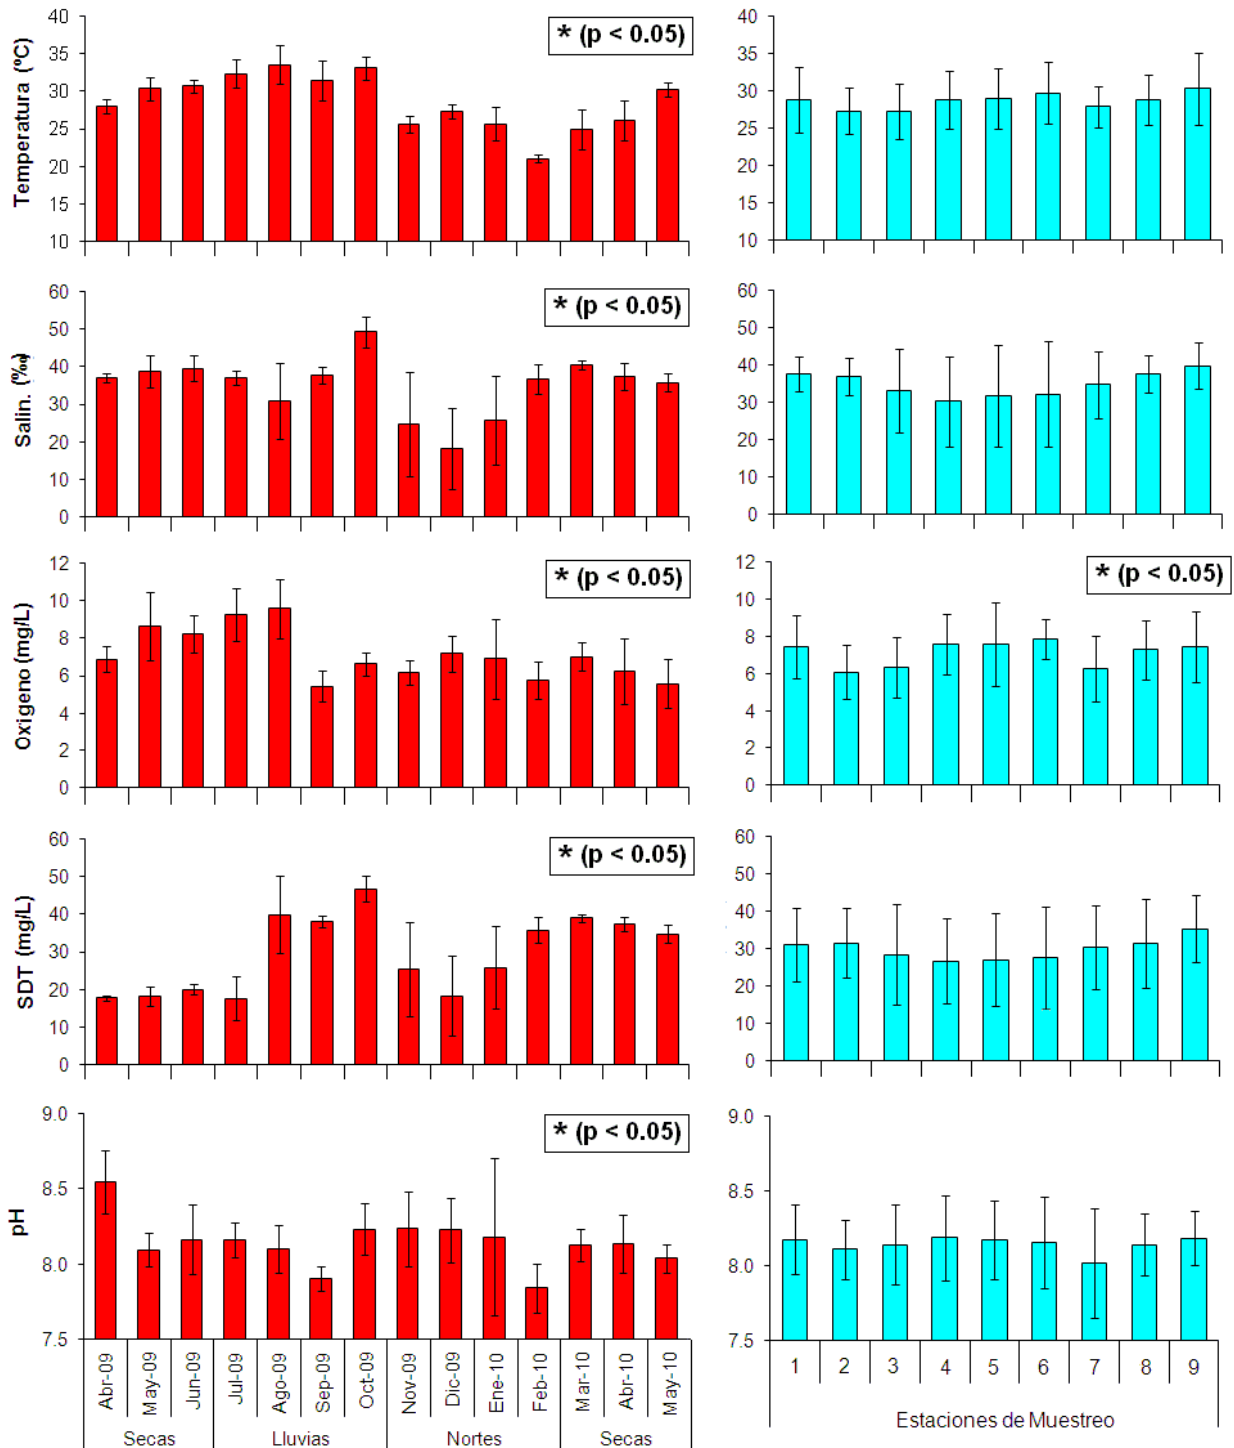 Temperatura (ºC)
40
35
30
25
20
15
10
* (p < 0.05)
40
35
30
25
20
15
10
Salin. (‰)
60
50
40
30
20
10
0
* (p < 0.05)
60
50
40
30
20
10
0
Oxigeno (mg/L)
12
10
8
6
4
2
0
* (p < 0.05)
12
10
8
6
4
2
0
* (p < 0.05)
SDT (mg/L)
60
50
40
30
20
10
0
* (p < 0.05)
60
50
40
30
20
10
0
pH
9.0
8.5
8.0
7.5
* (p < 0.05)
9.0
8.5
8.0
7.5
Abr-09
May-09
Jun-09
Jul-09
Ago-09
Sep-09
Oct-09
Nov-09
Dic-09
Ene-10
Feb-10
Mar-10
Abr-10
May-10
Secas Lluvias Nortes Secas
1 2 3 4 5 6 7 8 9
Estaciones de Muestreo